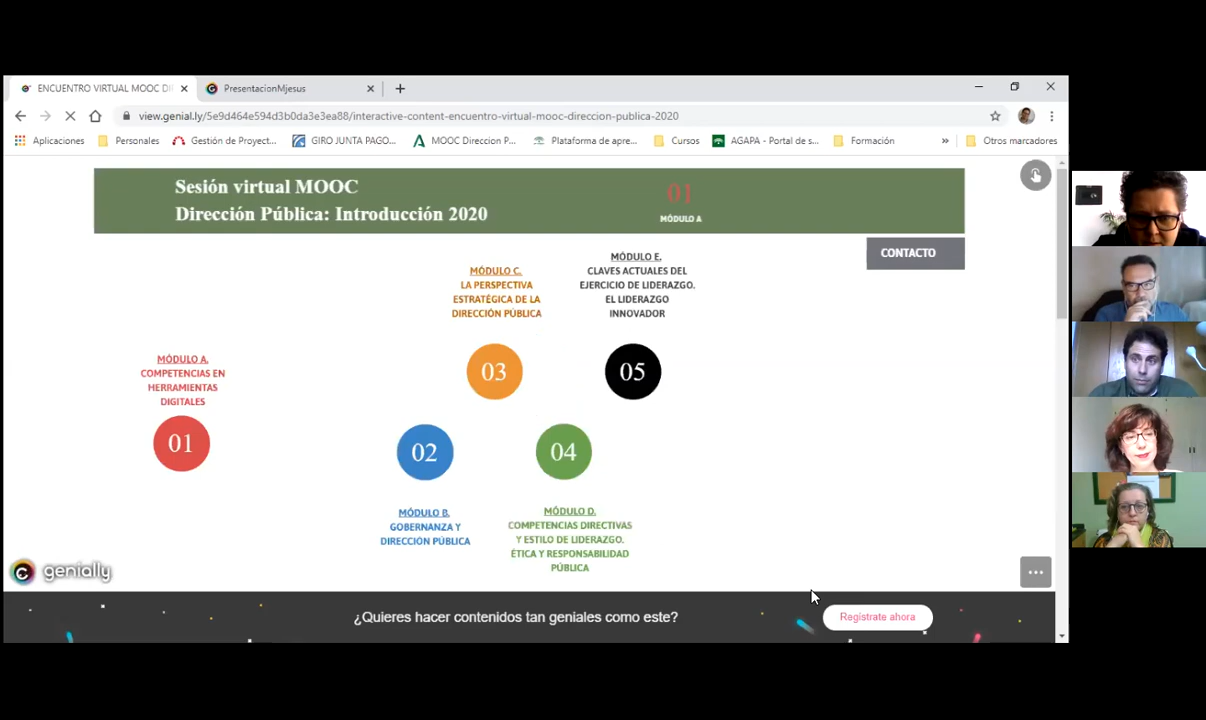 ENCUENTRO VIRTUAL MOOC DI
PresentacionMjesus
view.genial.ly/5e9d464e594d3b0da3e3ea88/interactive-content-encuentro-virtual-mooc-direccion-publica-2020
Aplicaciones
Personales
Gestión de Proyect...
GIRO JUNTA PAGO...
MOOC Direccion P...
Plataforma de apre...
Cursos
AGAPA - Portal de s...
Formación
»
Otros marcadores
Sesión virtual MOOC
Dirección Pública: Introducción 2020
01
MÓDULO A
CONTACTO
MÓDULO A.
COMPETENCIAS EN
HERRAMIENTAS
DIGITALES
01
MÓDULO C.
LA PERSPECTIVA
ESTRATÉGICA DE LA
DIRECCIÓN PÚBLICA
03
MÓDULO E.
CLAVES ACTUALES DEL
EJERCICIO DE LIDERAZGO.
EL LIDERAZGO
INNOVADOR
05
02
MÓDULO B.
GOBERNANZA Y
DIRECCIÓN PÚBLICA
04
MÓDULO D.
COMPETENCIAS DIRECTIVAS
Y ESTILO DE LIDERAZGO.
ÉTICA Y RESPONSABILIDAD
PÚBLICA
genially
¿Quieres hacer contenidos tan geniales como este?
Regístrate ahora